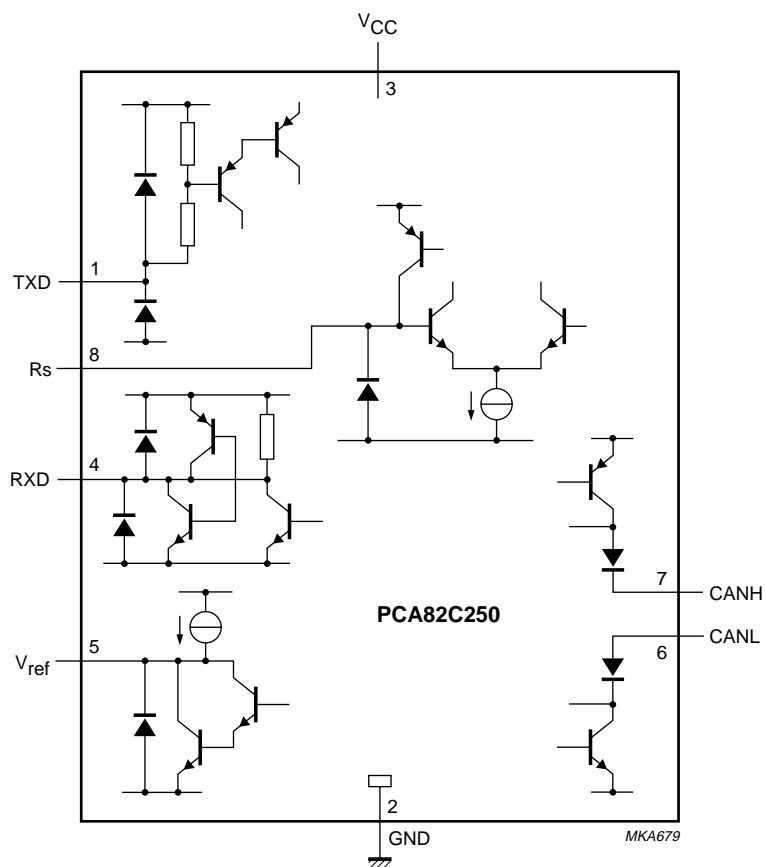 VCC
3
1
TXD
8
Rs
4
RXD
PCA82C250
7
CANH
CANL
6
5
Vref
2
GND
MKA679